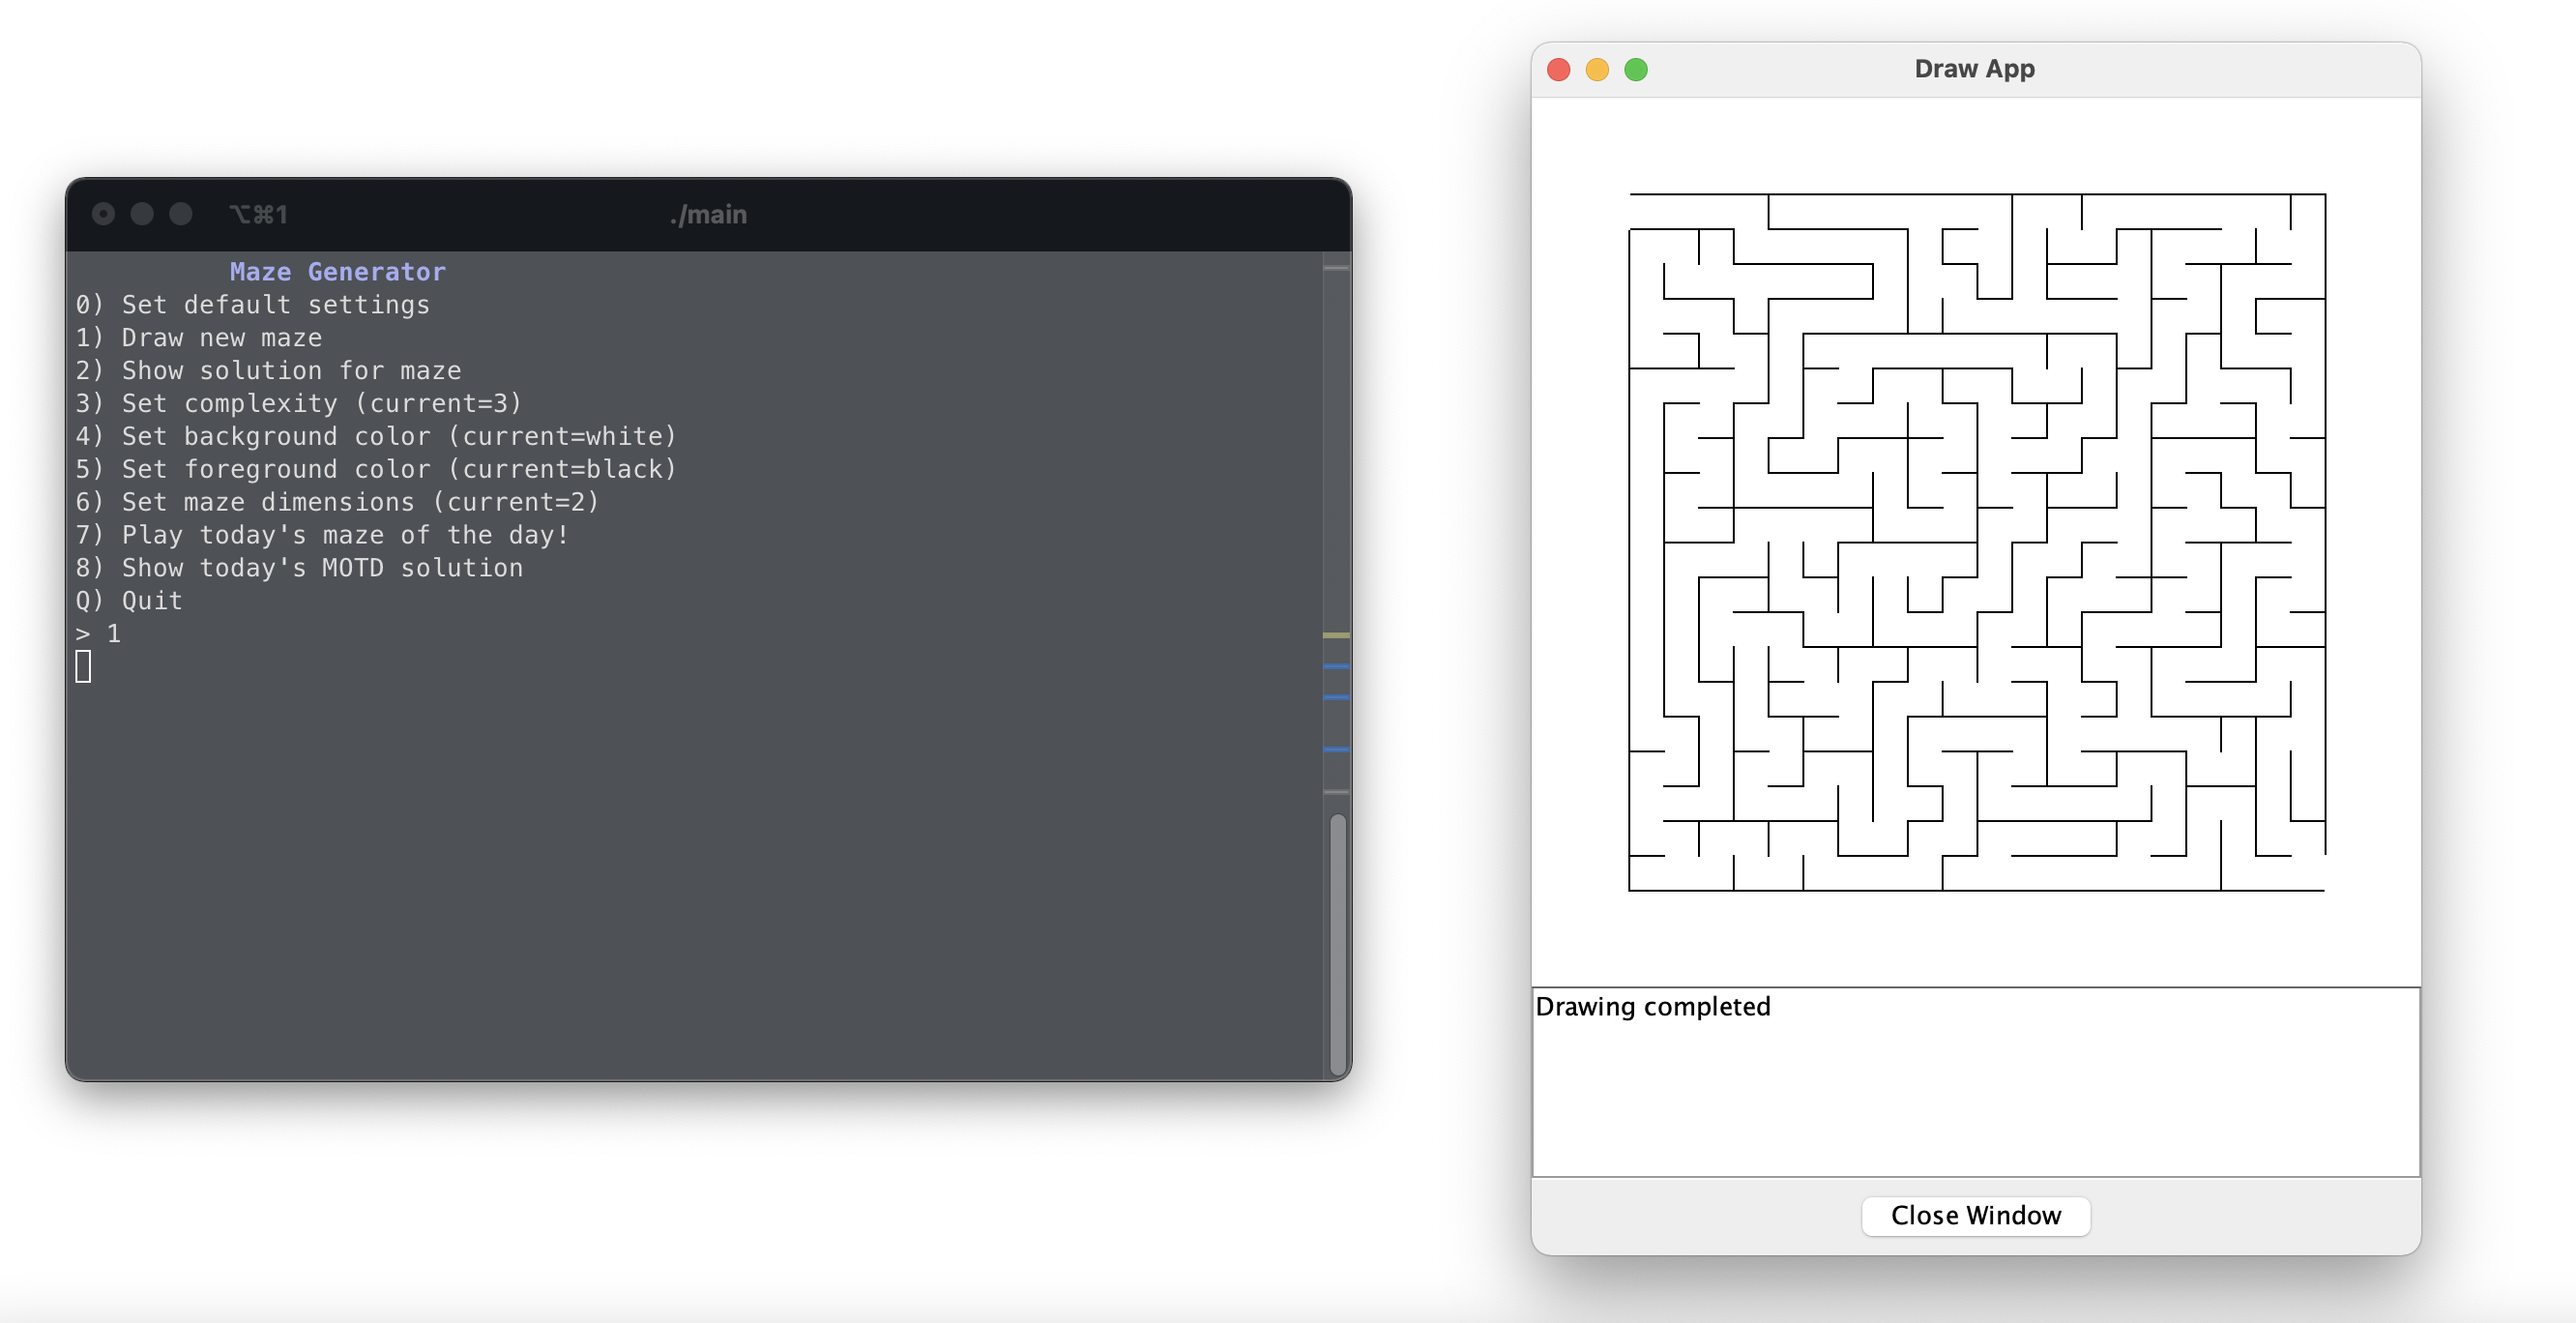 ⌥⌘1 ./main
Maze Generator
0) Set default settings
1) Draw new maze
2) Show solution for maze
3) Set complexity (current=3)
4) Set background color (current=white)
5) Set foreground color (current=black)
6) Set maze dimensions (current=2)
7) Play today's maze of the day!
8) Show today's MOTD solution
Q) Quit
> 1
Draw App
Drawing completed
Close Window